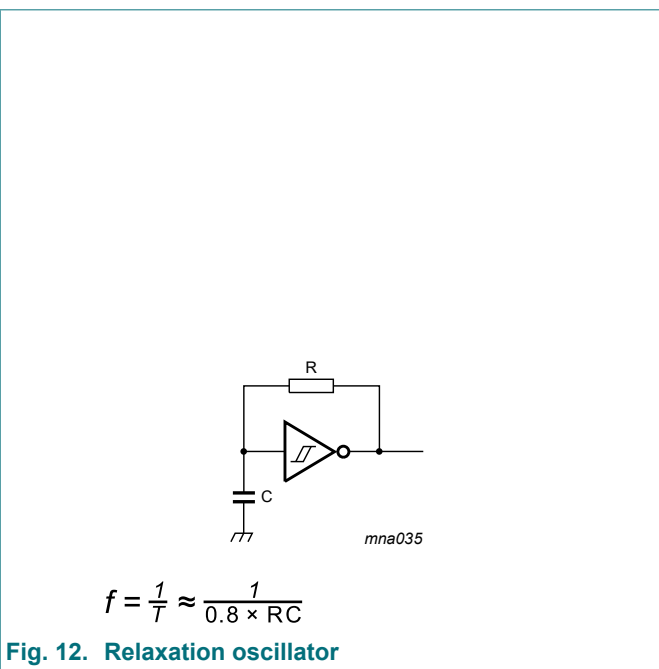 R
C
mna035
f = 1/T ≈ 1/(0.8 × RC)
Fig. 12. Relaxation oscillator